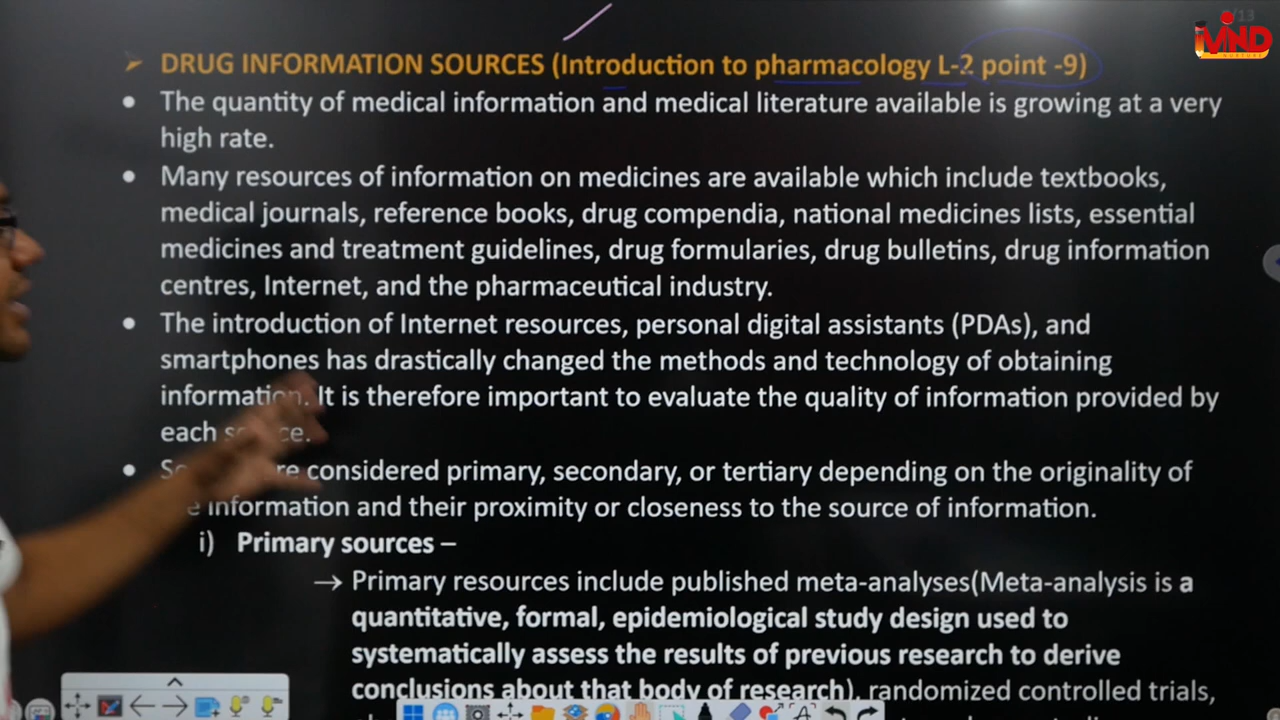 /13
MND
➤ DRUG INFORMATION SOURCES (Introduction to pharmacology L-2 point -9)
• The quantity of medical information and medical literature available is growing at a very
high rate.
• Many resources of information on medicines are available which include textbooks,
medical journals, reference books, drug compendia, national medicines lists, essential
medicines and treatment guidelines, drug formularies, drug bulletins, drug information
centres, Internet, and the pharmaceutical industry.
• The introduction of Internet resources, personal digital assistants (PDAs), and
smartphones has drastically changed the methods and technology of obtaining
information. It is therefore important to evaluate the quality of information provided by
each
• considered primary, secondary, or tertiary depending on the originality of
information and their proximity or closeness to the source of information.
i) Primary sources –
→ Primary resources include published meta-analyses(Meta-analysis is a
quantitative, formal, epidemiological study design used to
systematically assess the results of previous research to derive
conclusions about that body of research), randomized controlled trials,